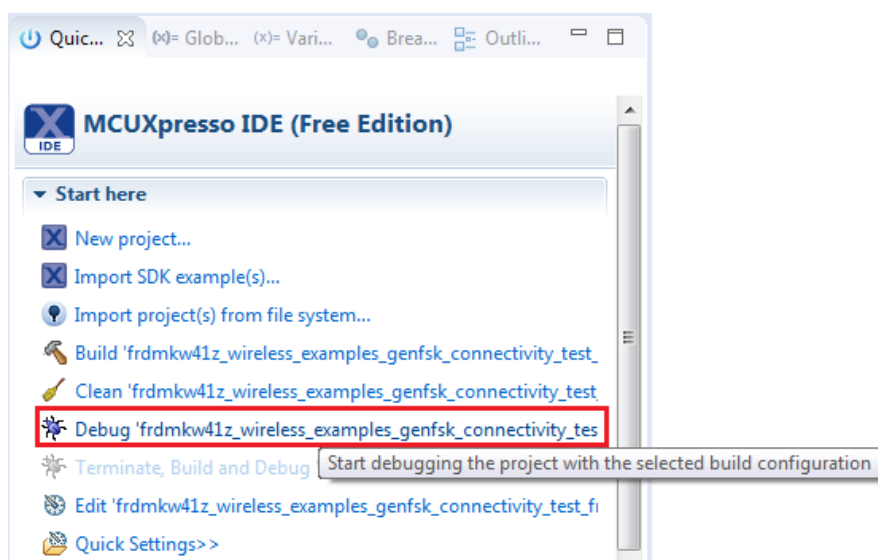 Quic... (x)= Glob... (x)= Vari... Brea... Outli...
IDE
MCUXpresso IDE (Free Edition)
Start here
New project...
Import SDK example(s)...
Import project(s) from file system...
Build 'frdmkw41z_wireless_examples_genfsk_connectivity_test_
Clean 'frdmkw41z_wireless_examples_genfsk_connectivity_test_
Debug 'frdmkw41z_wireless_examples_genfsk_connectivity_tes
Terminate, Build and Debug
Start debugging the project with the selected build configuration
Edit 'frdmkw41z_wireless_examples_genfsk_connectivity_test_fr
Quick Settings>>